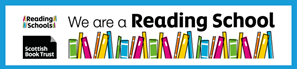 Reading
Schools
We are a Reading School
Scottish
Book Trust